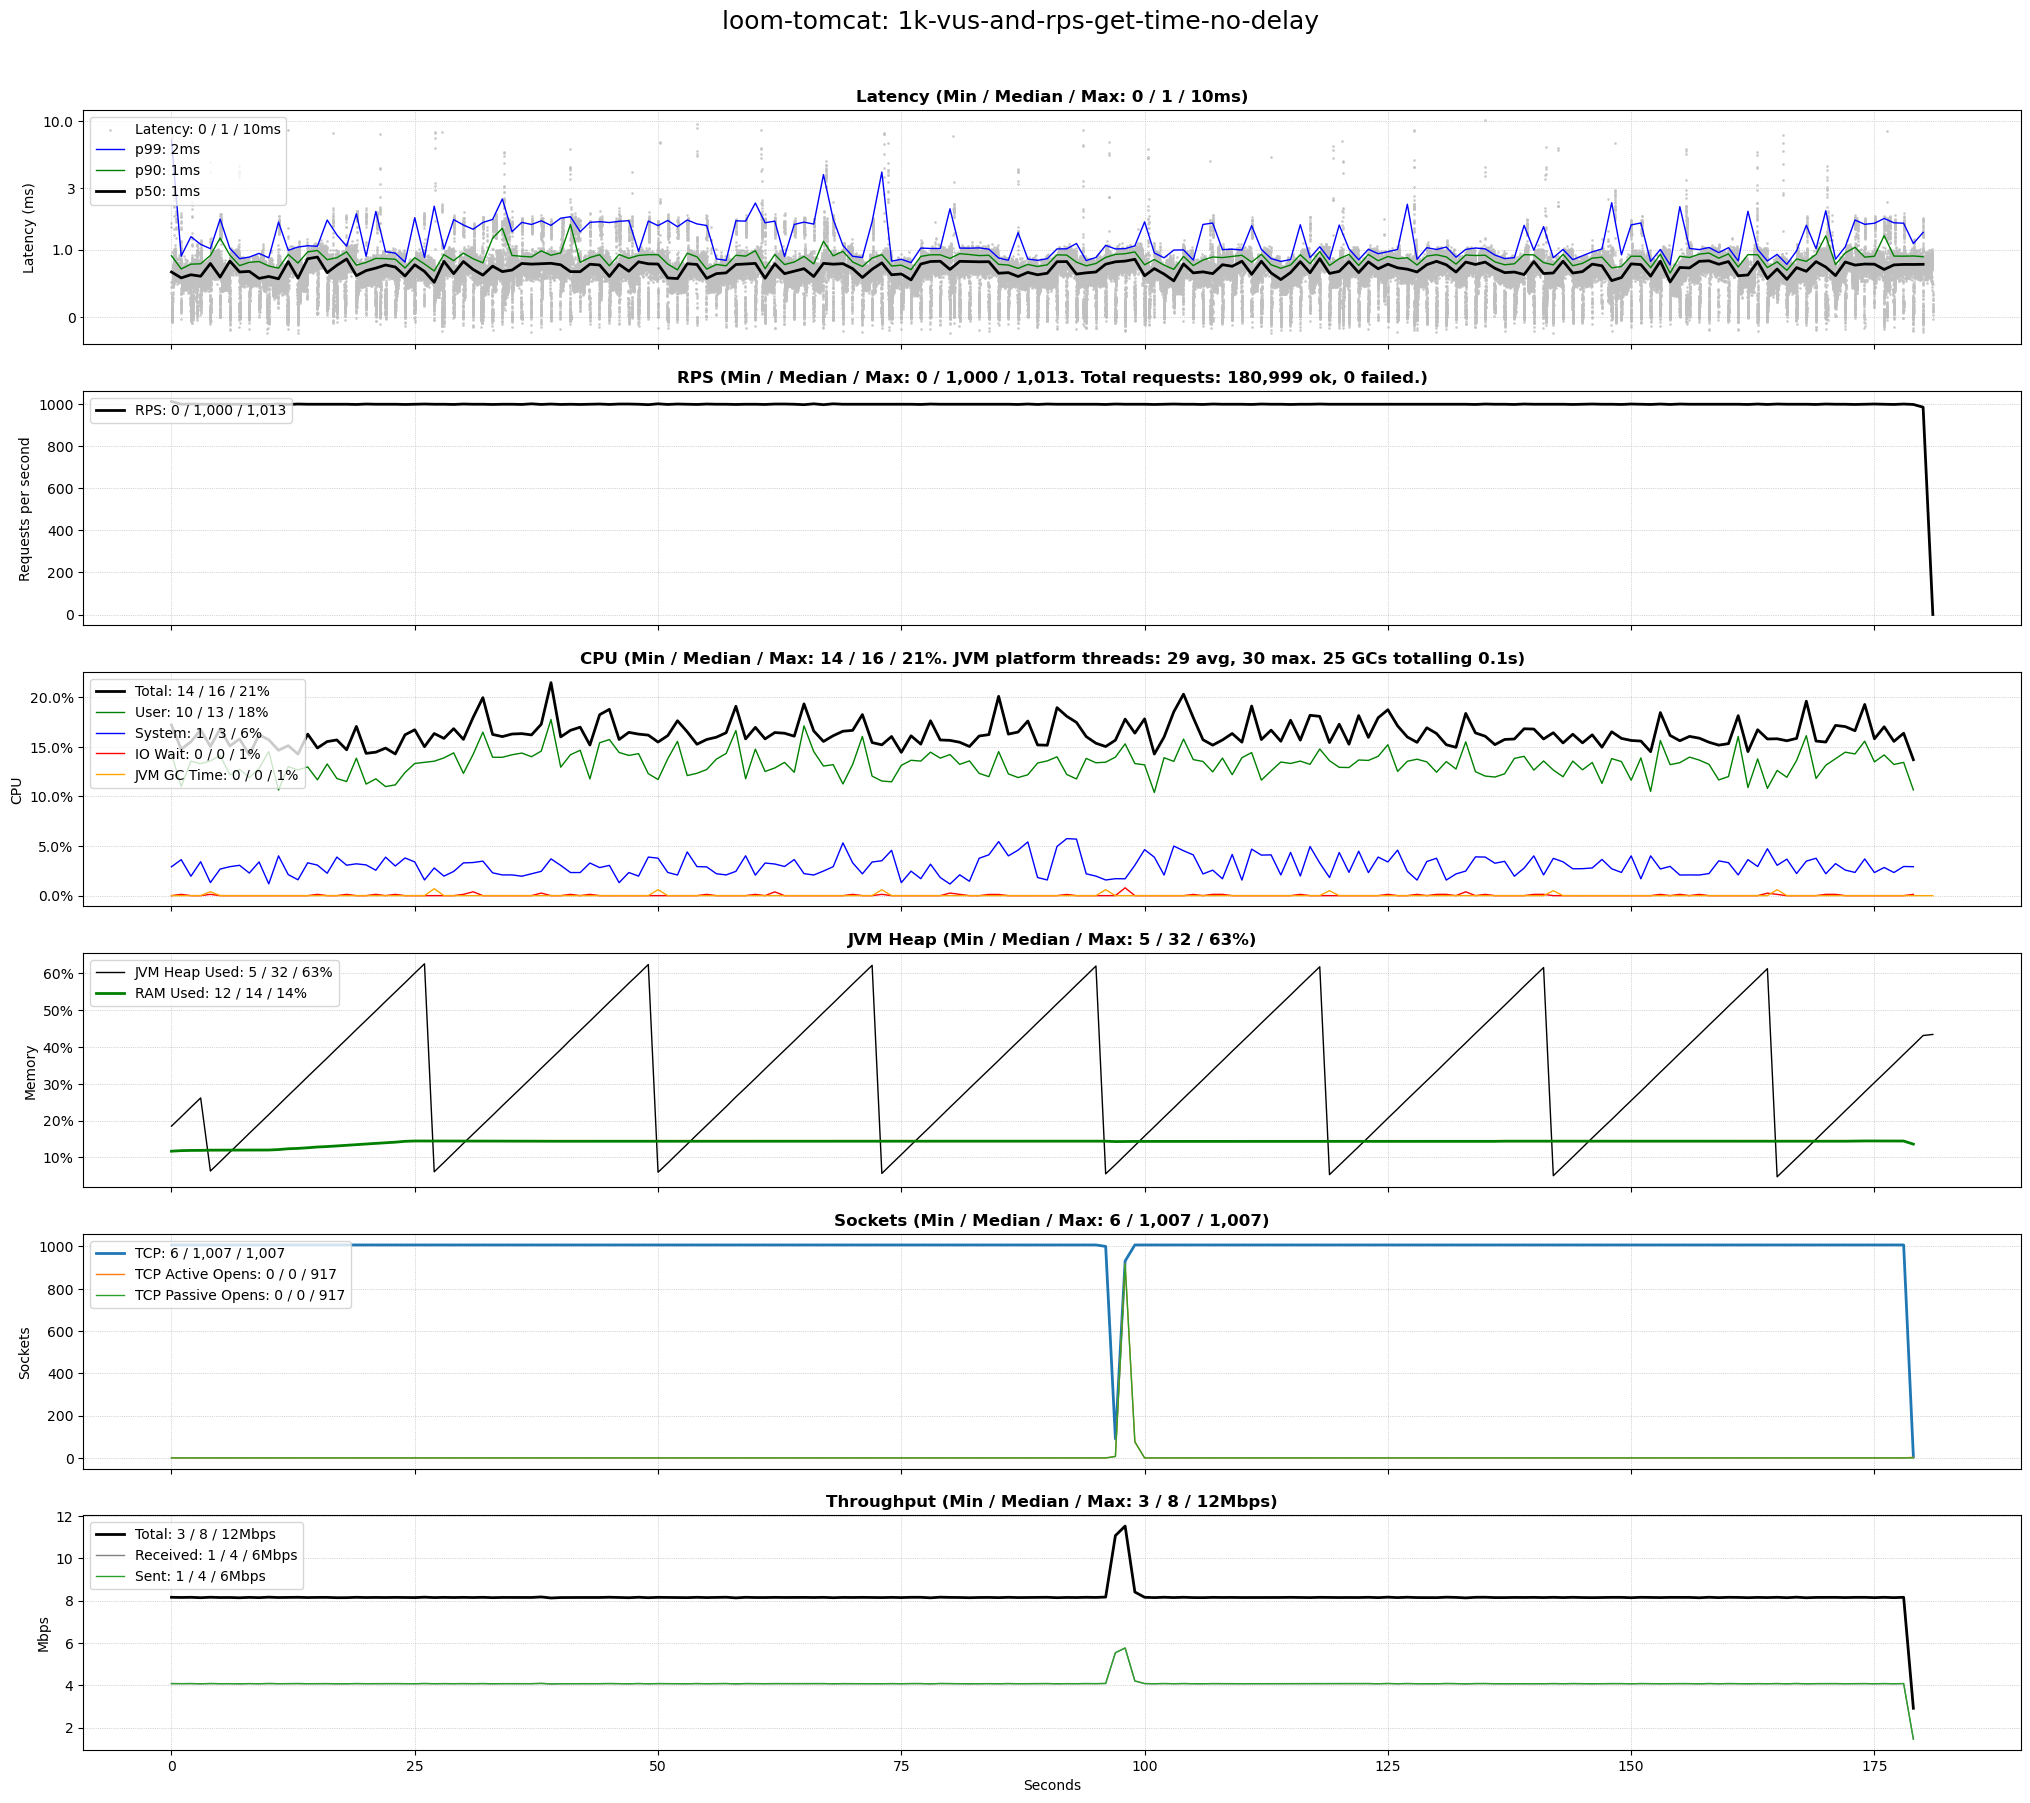 loom-tomcat: 1k-vus-and-rps-get-time-no-delay
Latency (Min / Median / Max: 0 / 1 / 10ms)
Latency: 0 / 1 / 10ms
p99: 2ms
p90: 1ms
p50: 1ms
Latency (ms)
10.0
3
1.0
0
RPS (Min / Median / Max: 0 / 1,000 / 1,013. Total requests: 180,999 ok, 0 failed.)
RPS: 0 / 1,000 / 1,013
Requests per second
1000
800
600
400
200
0
CPU (Min / Median / Max: 14 / 16 / 21%. JVM platform threads: 29 avg, 30 max. 25 GCs totalling 0.1s)
Total: 14 / 16 / 21%
User: 10 / 13 / 18%
System: 1 / 3 / 6%
IO Wait: 0 / 0 / 1%
JVM GC Time: 0 / 0 / 1%
CPU
20.0%
15.0%
10.0%
5.0%
0.0%
JVM Heap (Min / Median / Max: 5 / 32 / 63%)
JVM Heap Used: 5 / 32 / 63%
RAM Used: 12 / 14 / 14%
Memory
60%
50%
40%
30%
20%
10%
Sockets (Min / Median / Max: 6 / 1,007 / 1,007)
TCP: 6 / 1,007 / 1,007
TCP Active Opens: 0 / 0 / 917
TCP Passive Opens: 0 / 0 / 917
Sockets
1000
800
600
400
200
0
Throughput (Min / Median / Max: 3 / 8 / 12Mbps)
Total: 3 / 8 / 12Mbps
Received: 1 / 4 / 6Mbps
Sent: 1 / 4 / 6Mbps
Mbps
12
10
8
6
4
2
0 25 50 75 100 125 150 175
Seconds